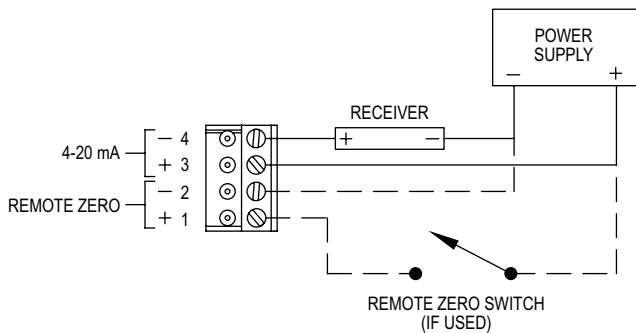 POWER
SUPPLY
− +
RECEIVER
+ −
4-20 mA
− 4
+ 3
REMOTE ZERO
− 2
+ 1
REMOTE ZERO SWITCH
(IF USED)